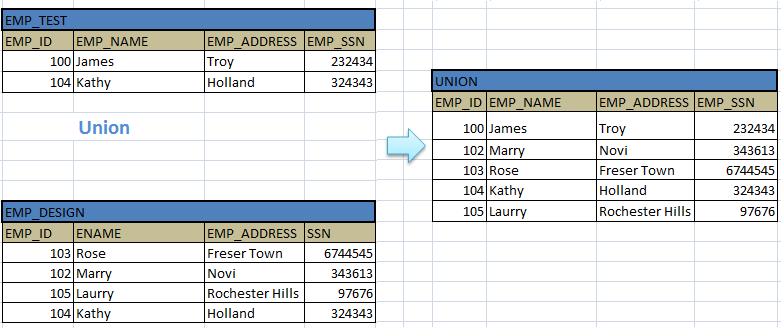 EMP_TEST
EMP_ID EMP_NAME EMP_ADDRESS EMP_SSN
100 James Troy 232434
104 Kathy Holland 324343
Union
EMP_DESIGN
EMP_ID ENAME EMP_ADDRESS SSN
103 Rose Freser Town 6744545
102 Marry Novi 343613
105 Laurry Rochester Hills 97676
104 Kathy Holland 324343
UNION
EMP_ID EMP_NAME EMP_ADDRESS EMP_SSN
100 James Troy 232434
102 Marry Novi 343613
103 Rose Freser Town 6744545
104 Kathy Holland 324343
105 Laurry Rochester Hills 97676